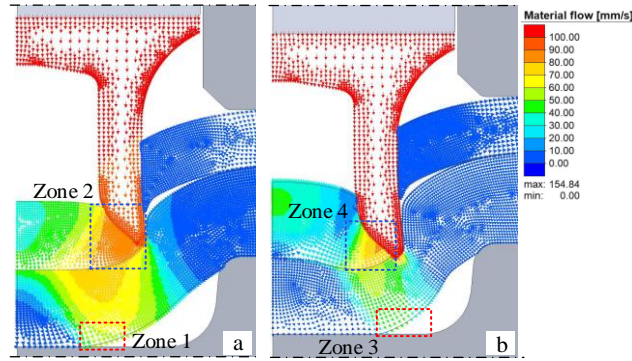 Zone 2
Zone 1
a
Zone 4
Zone 3
b
Material flow [mm/s]
100.00
90.00
80.00
70.00
60.00
50.00
40.00
30.00
20.00
10.00
0.00
max: 154.84
min: 0.00